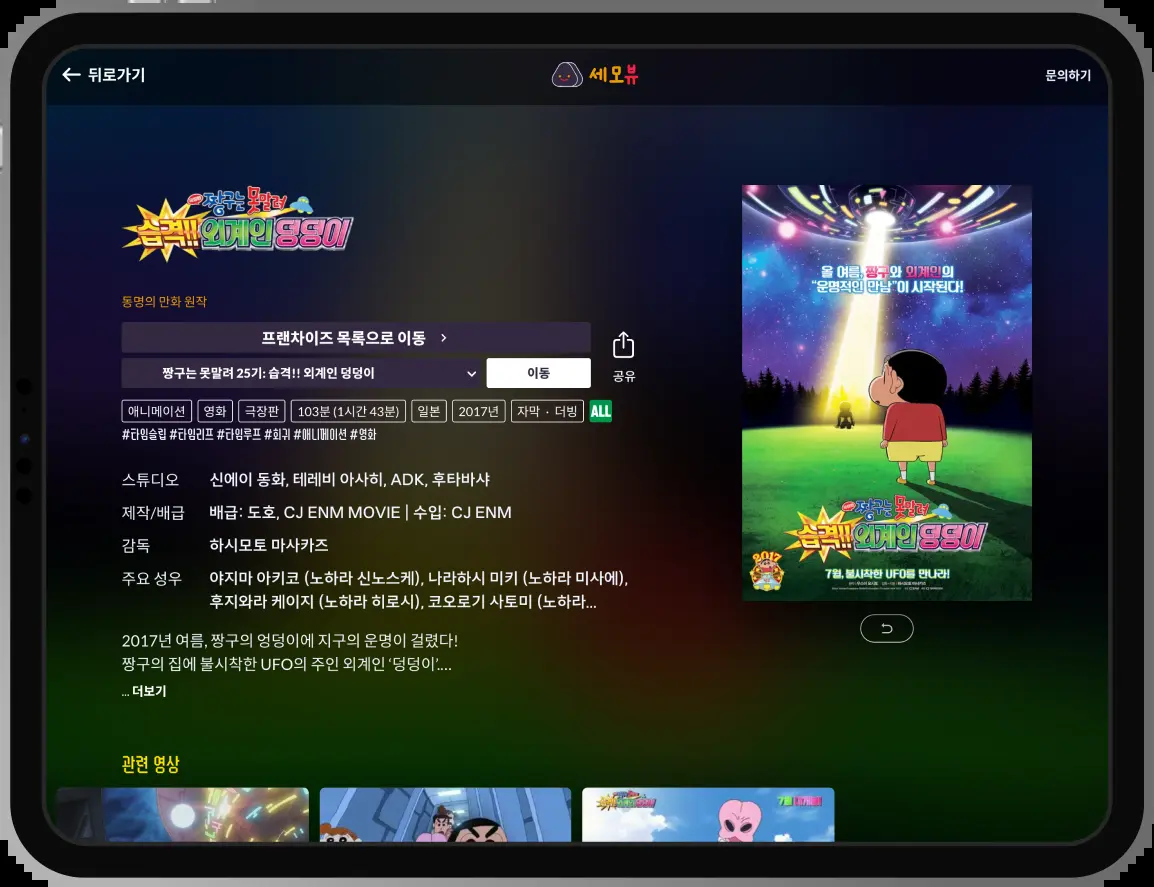 뒤로가기
세모뷰
문의하기
짱구는 못말려
습격!! 외계인 덩덩이
동명의 만화 원작
프랜차이즈 목록으로 이동
짱구는 못말려 25기: 습격!! 외계인 덩덩이
이동
공유
애니메이션 영화 극장판 103분 (1시간 43분) 일본 2017년 자막 · 더빙 ALL
#타임슬립 #타임리프 #타임루프 #회귀 #애니메이션 #영화
스튜디오 신에이 동화, 테레비 아사히, ADK, 후타바샤
제작/배급 배급: 도호, CJ ENM MOVIE | 수입: CJ ENM
감독 하시모토 마사카즈
주요 성우 야지마 아키코 (노하라 신노스케), 나라하시 미키 (노하라 미사에),
후지와라 케이지 (노하라 히로시), 코오로기 사토미 (노하라...
2017년 여름, 짱구의 엉덩이에 지구의 운명이 걸렸다!
짱구의 집에 불시착한 UFO의 주인 외계인 ‘덩덩이’....
... 더보기
올 여름, 짱구와 외계인의
“운명적인 만남”이 시작된다!
짱구는 못말려
습격!! 외계인 덩덩이
2017
7월, 불시착한 UFO를 만나라!
관련 영상
습격!! 외계인 덩덩이
7월 대개봉